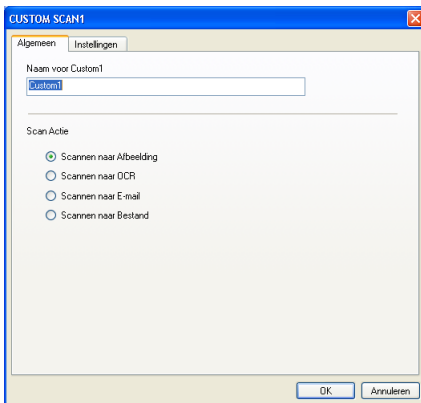 CUSTOM SCAN1
Algemeen Instellingen
Naam voor Custom1
Custom1
Scan Actie
Scannen naar Afbeelding
Scannen naar OCR
Scannen naar E-mail
Scannen naar Bestand
OK Annuleren